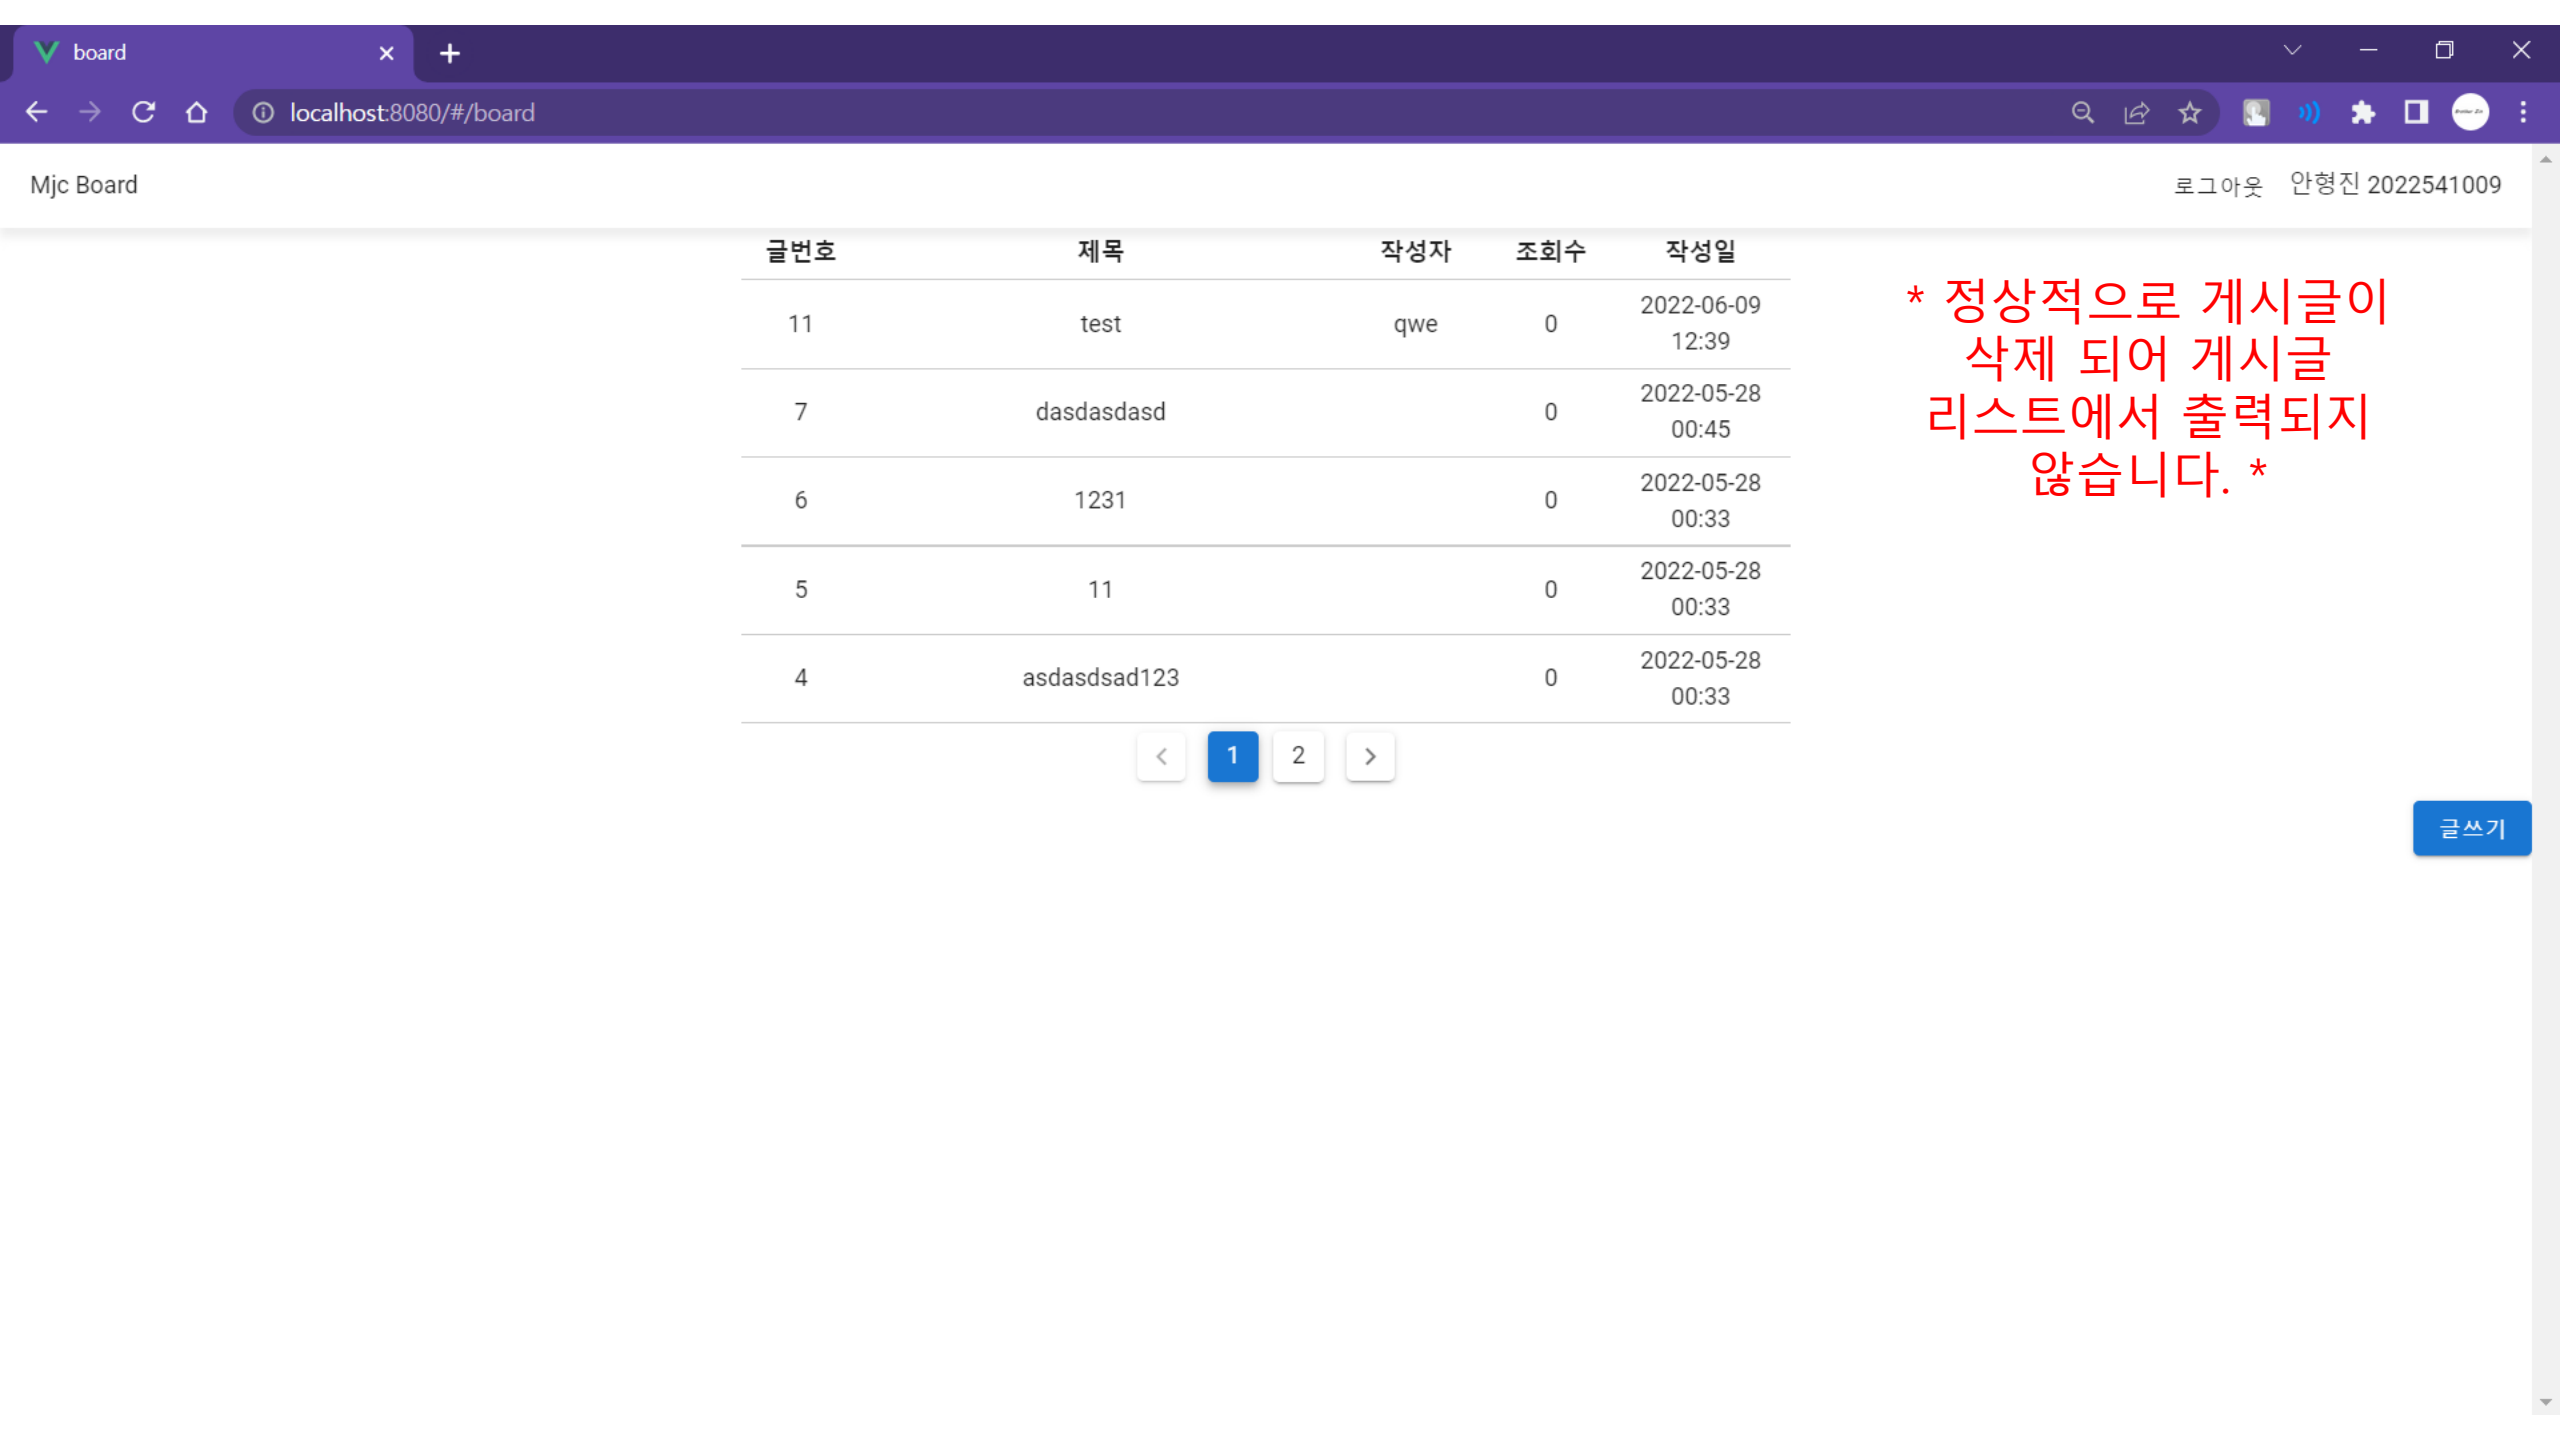 board
localhost:8080/#/board
Mjc Board
로그아웃 안형진 2022541009
글번호 제목 작성자 조회수 작성일
11 test qwe 0 2022-06-09 12:39
7 dasdasdasd 0 2022-05-28 00:45
6 1231 0 2022-05-28 00:33
5 11 0 2022-05-28 00:33
4 asdasdsad123 0 2022-05-28 00:33
1 2
글쓰기
* 정상적으로 게시글이
삭제 되어 게시글
리스트에서 출력되지
않습니다. *